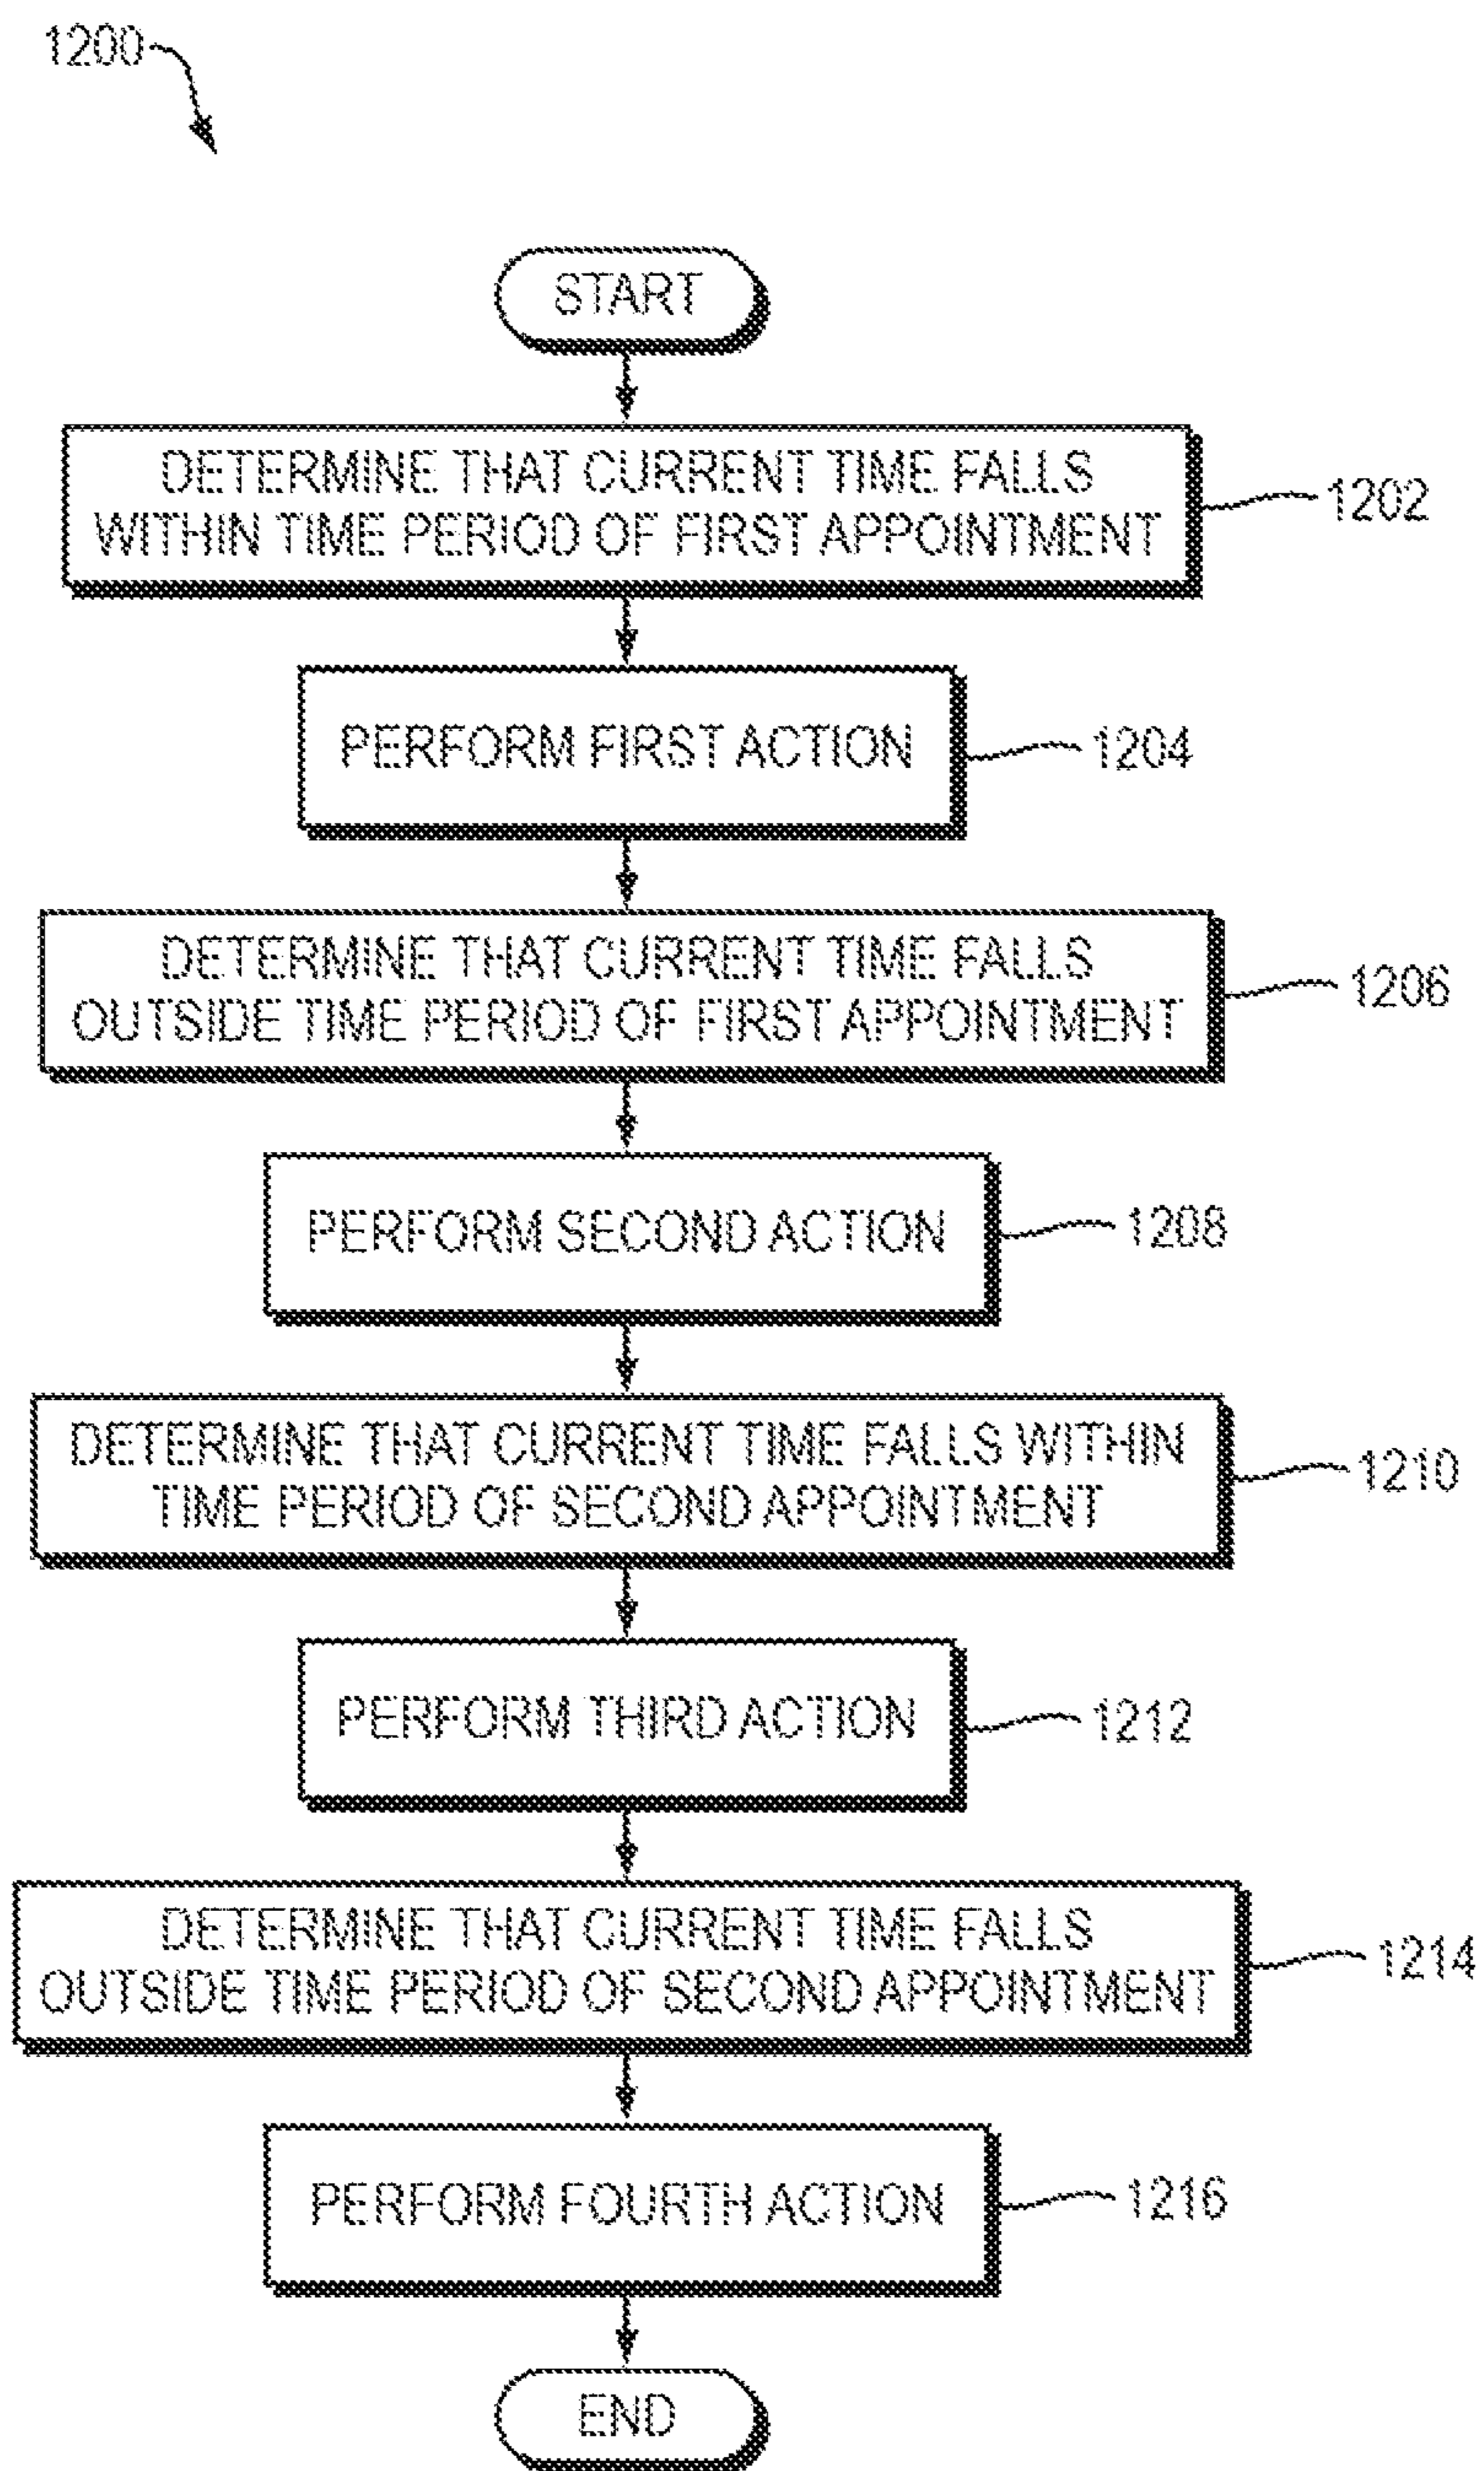 1200
START
DETERMINE THAT CURRENT TIME FALLS
WITHIN TIME PERIOD OF FIRST APPOINTMENT
1202
PERFORM FIRST ACTION
1204
DETERMINE THAT CURRENT TIME FALLS
OUTSIDE TIME PERIOD OF FIRST APPOINTMENT
1206
PERFORM SECOND ACTION
1208
DETERMINE THAT CURRENT TIME FALLS WITHIN
TIME PERIOD OF SECOND APPOINTMENT
1210
PERFORM THIRD ACTION
1212
DETERMINE THAT CURRENT TIME FALLS
OUTSIDE TIME PERIOD OF SECOND APPOINTMENT
1214
PERFORM FOURTH ACTION
1216
END